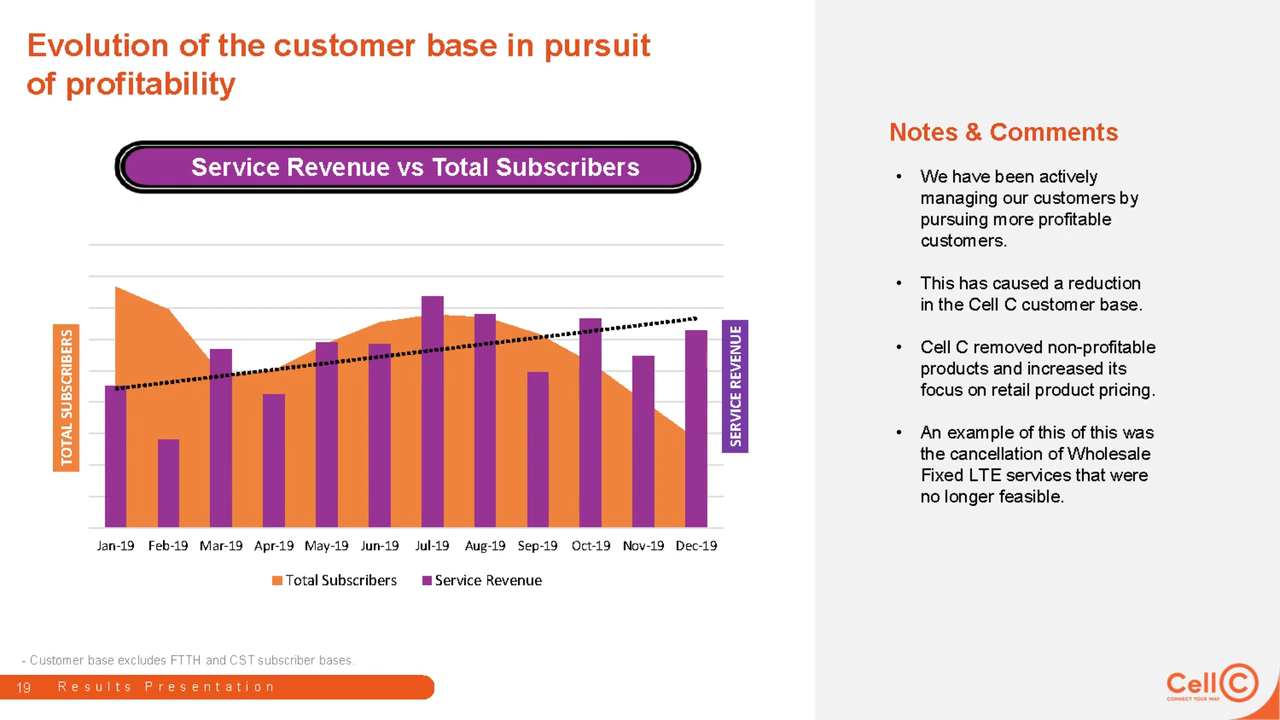 Evolution of the customer base in pursuit
of profitability
Service Revenue vs Total Subscribers
TOTAL SUBSCRIBERS
SERVICE REVENUE
Jan-19 Feb-19 Mar-19 Apr-19 May-19 Jun-19 Jul-19 Aug-19 Sep-19 Oct-19 Nov-19 Dec-19
Total Subscribers Service Revenue
Notes & Comments
• We have been actively
managing our customers by
pursuing more profitable
customers.
• This has caused a reduction
in the Cell C customer base.
• Cell C removed non-profitable
products and increased its
focus on retail product pricing.
• An example of this of this was
the cancellation of Wholesale
Fixed LTE services that were
no longer feasible.
- Customer base excludes FTTH and CST subscriber bases.
19 Results Presentation
Cell C
CONNECT YOUR WAY